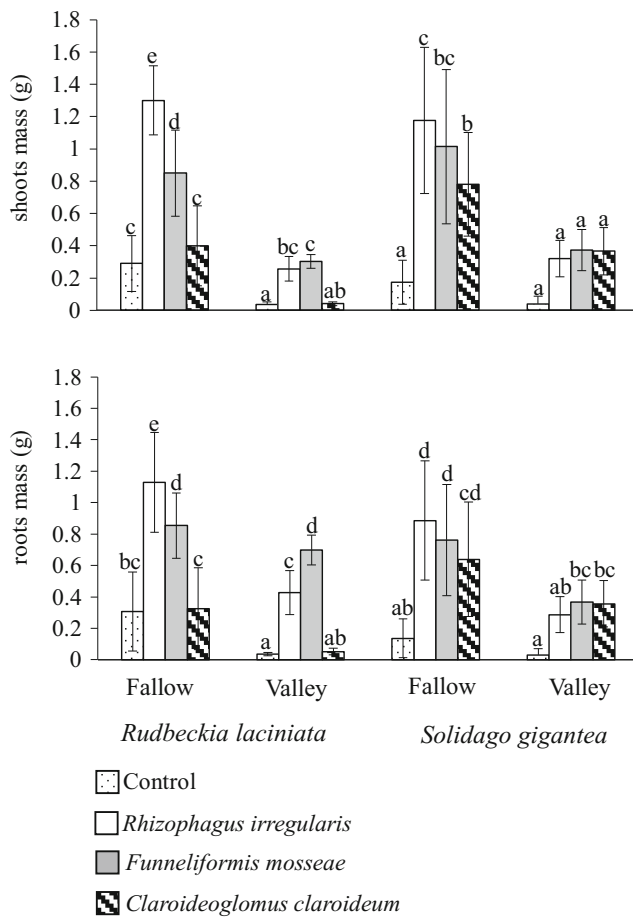 shoots mass (g)
1.8
1.6
1.4
1.2
1
0.8
0.6
0.4
0.2
0
c e d c
a bc c ab
a c bc b
a a a a
roots mass (g)
1.8
1.6
1.4
1.2
1
0.8
0.6
0.4
0.2
0
bc e d c
a c d ab
ab d d cd
a ab bc bc
Fallow Valley Fallow Valley
Rudbeckia laciniata Solidago gigantea
Control
Rhizophagus irregularis
Funneliformis mosseae
Claroideoglomus claroideum